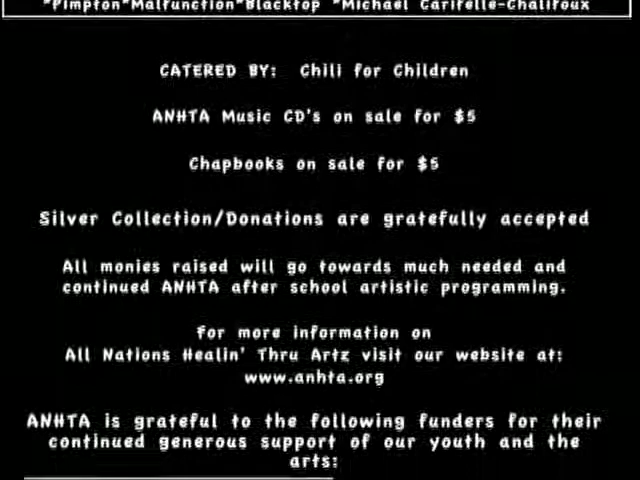 *Pimpton*Malfunction*Blacktop *Michael Carifelle-Chalifoux
CATERED BY: Chili for Children
ANHTA Music CD's on sale for $5
Chapbooks on sale for $5
Silver Collection/Donations are gratefully accepted
All monies raised will go towards much needed and
continued ANHTA after school artistic programming.
For more information on
All Nations Healin' Thru Artz visit our website at:
www.anhta.org
ANHTA is grateful to the following funders for their
continued generous support of our youth and the
arts: